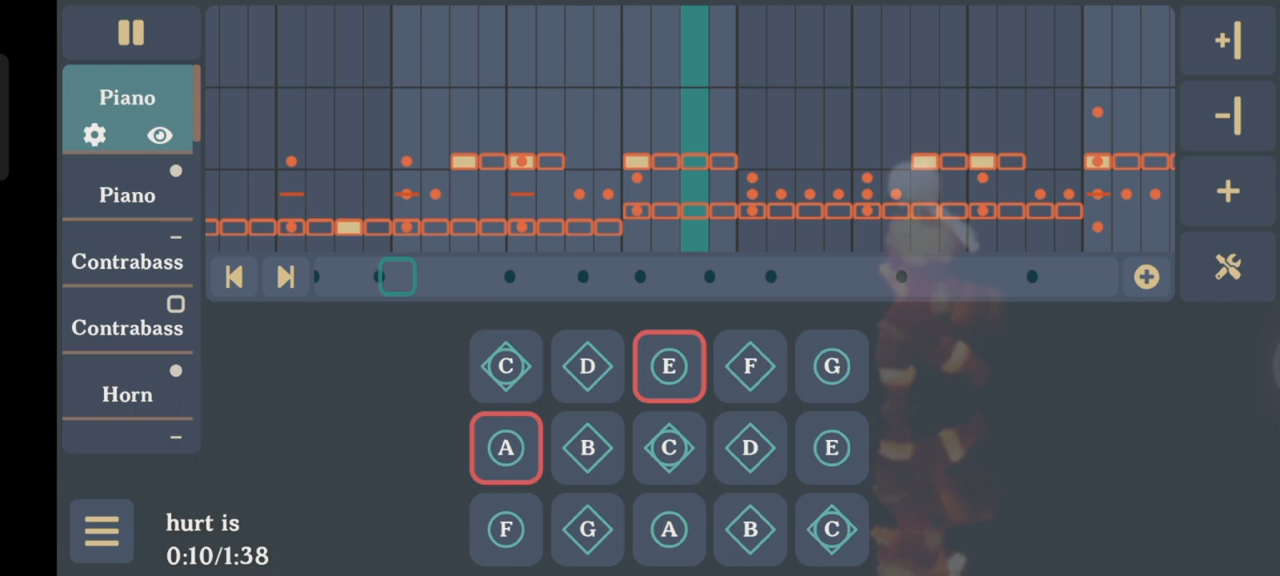 Piano
Piano
Contrabass
Contrabass
Horn
C D E F G
A B C D E
F G A B C
hurt is
0:10/1:38